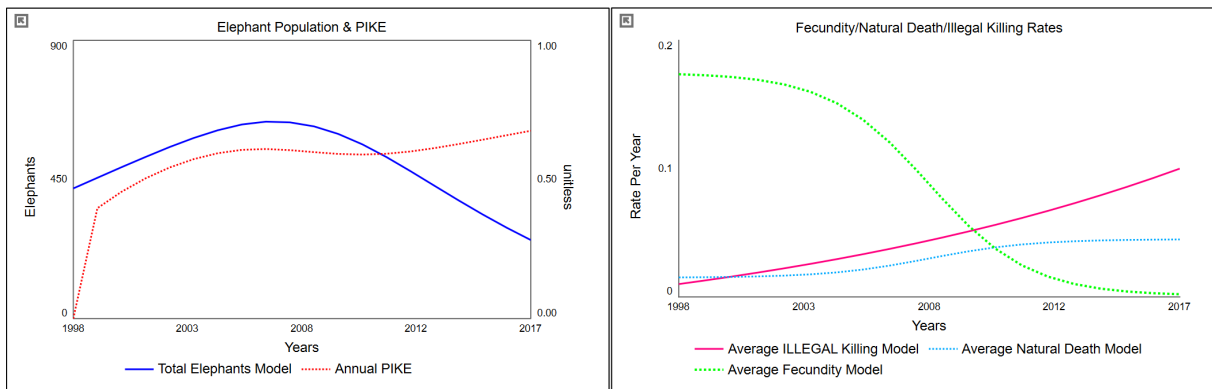 Elephant Population & PIKE
900
450
0
Elephants
1.00
0.50
0.00
unitless
1998
2003
2008
2012
2017
Years
Total Elephants Model
Annual PIKE
Fecundity/Natural Death/Illegal Killing Rates
0.2
0.1
0
Rate Per Year
1998
2003
2008
2012
2017
Years
Average ILLEGAL Killing Model
Average Natural Death Model
Average Fecundity Model